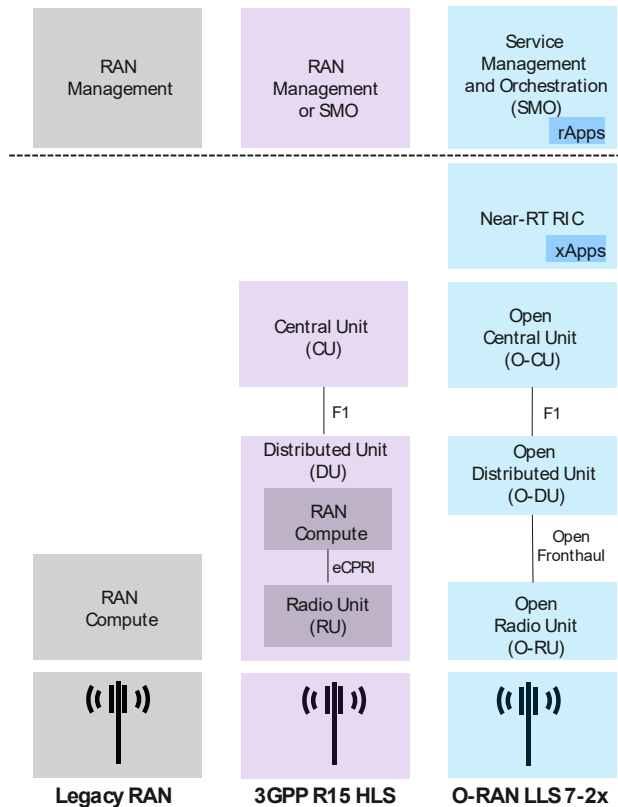 RAN
Management
RAN
Management
or SMO
Service
Management
and Orchestration
(SMO)
rApps
Near-RT RIC
xApps
Central Unit
(CU)
Open
Central Unit
(O-CU)
F1
F1
Distributed Unit
(DU)
RAN
Compute
eCPRI
Radio Unit
(RU)
Open
Distributed Unit
(O-DU)
Open
Fronthaul
RAN
Compute
Open
Radio Unit
(O-RU)
Legacy RAN
3GPP R15 HLS
O-RAN LLS 7-2x